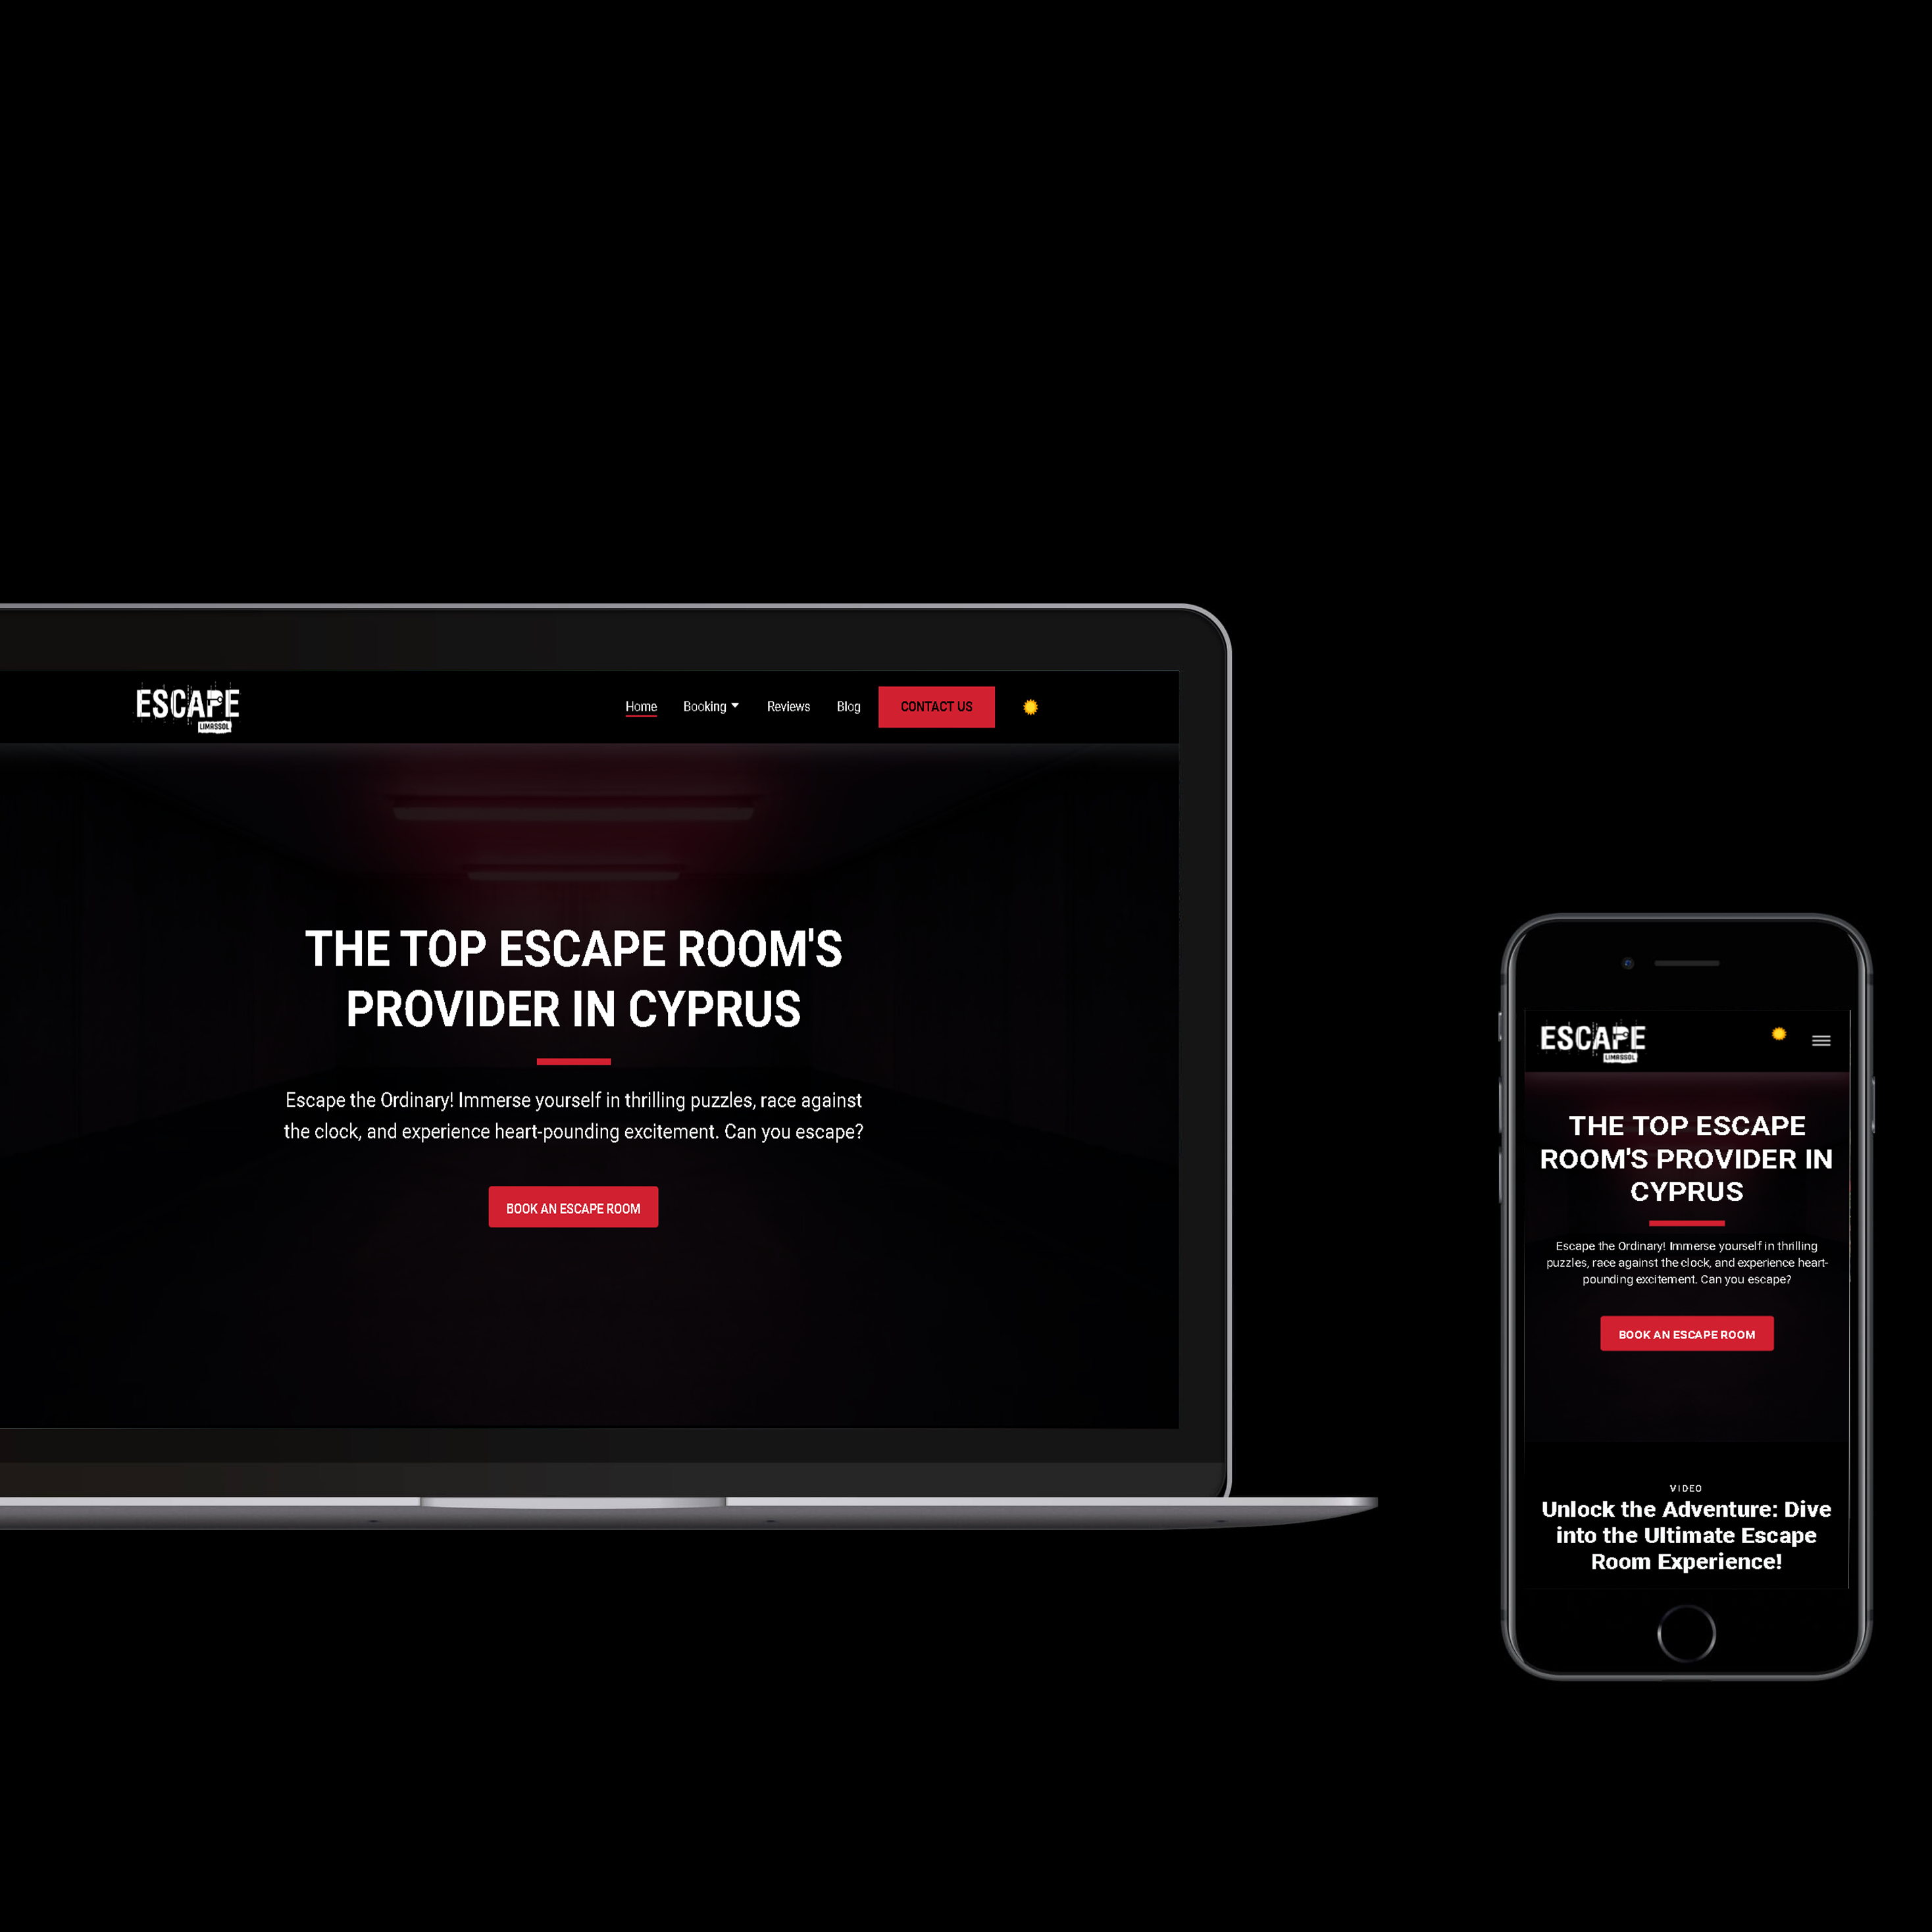 ESCAPE
LIMASSOL
Home Booking Reviews Blog CONTACT US
THE TOP ESCAPE ROOM'S
PROVIDER IN CYPRUS
Escape the Ordinary! Immerse yourself in thrilling puzzles, race against
the clock, and experience heart-pounding excitement. Can you escape?
BOOK AN ESCAPE ROOM
ESCAPE
LIMASSOL
THE TOP ESCAPE
ROOM'S PROVIDER IN
CYPRUS
Escape the Ordinary! Immerse yourself in thrilling
puzzles, race against the clock, and experience heart-
pounding excitement. Can you escape?
BOOK AN ESCAPE ROOM
VIDEO
Unlock the Adventure: Dive
into the Ultimate Escape
Room Experience!